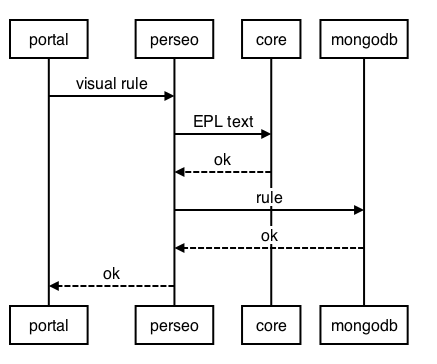 portal perseo core mongodb
visual rule
EPL text
ok
rule
ok
ok
portal perseo core mongodb